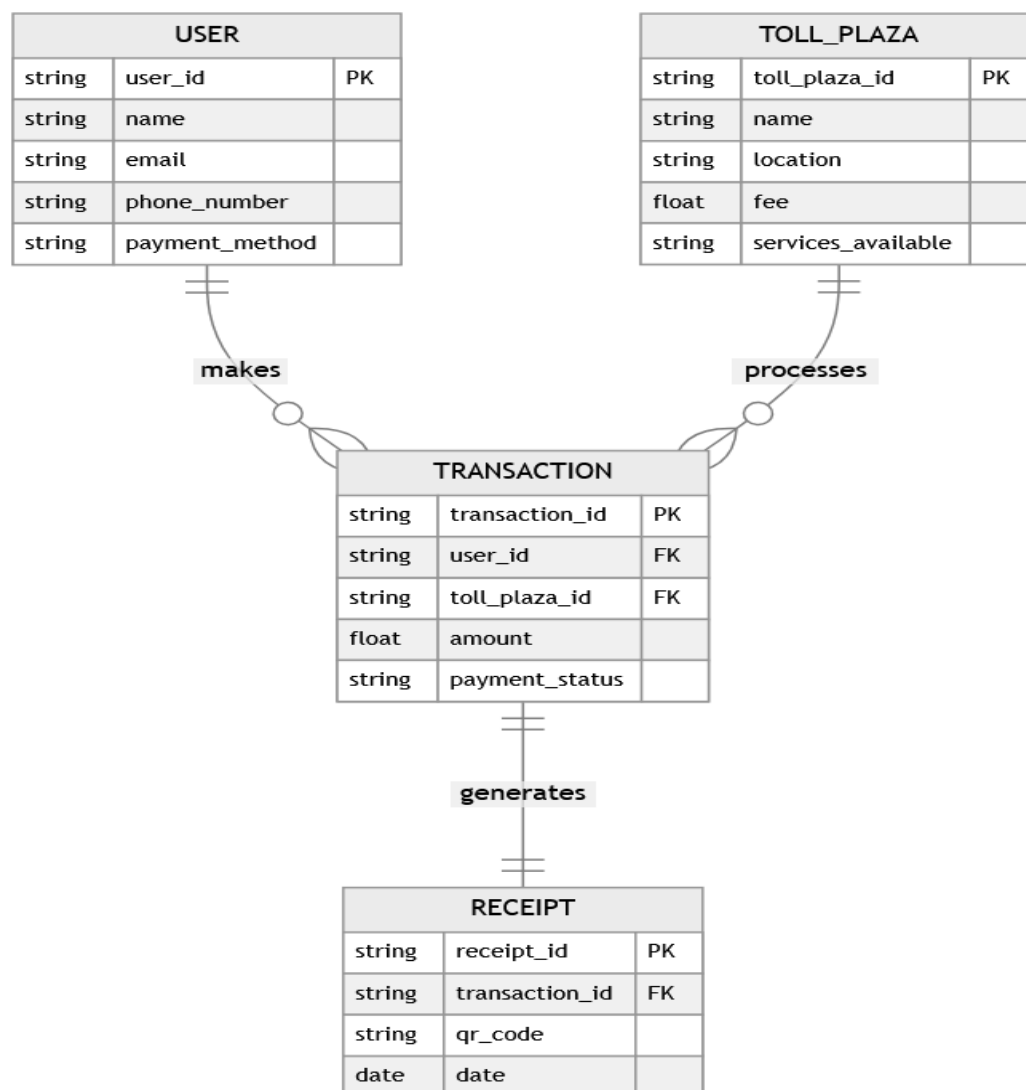 USER
string user_id PK
string name
string email
string phone_number
string payment_method
TOLL_PLAZA
string toll_plaza_id PK
string name
string location
float fee
string services_available
makes
processes
TRANSACTION
string transaction_id PK
string user_id FK
string toll_plaza_id FK
float amount
string payment_status
generates
RECEIPT
string receipt_id PK
string transaction_id FK
string qr_code
date date